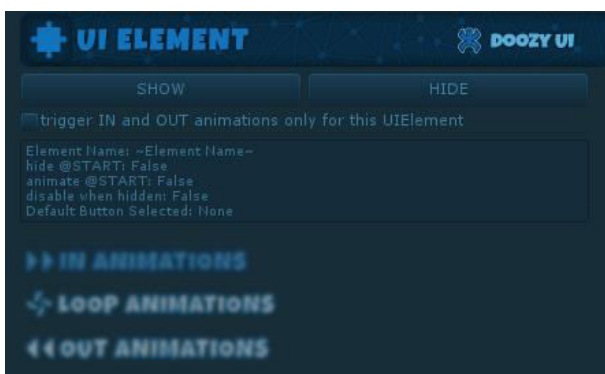 UI ELEMENT
DOOZY UI
SHOW
HIDE
trigger IN and OUT animations only for this UIElement
Element Name: ~Element Name~
hide @START: False
animate @START: False
disable when hidden: False
Default Button Selected: None
IN ANIMATIONS
LOOP ANIMATIONS
OUT ANIMATIONS